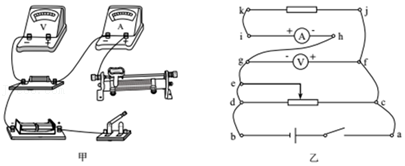 V
A
- +
- +
甲
k j
i + A - h
g + V - f
e
d c
b a
乙